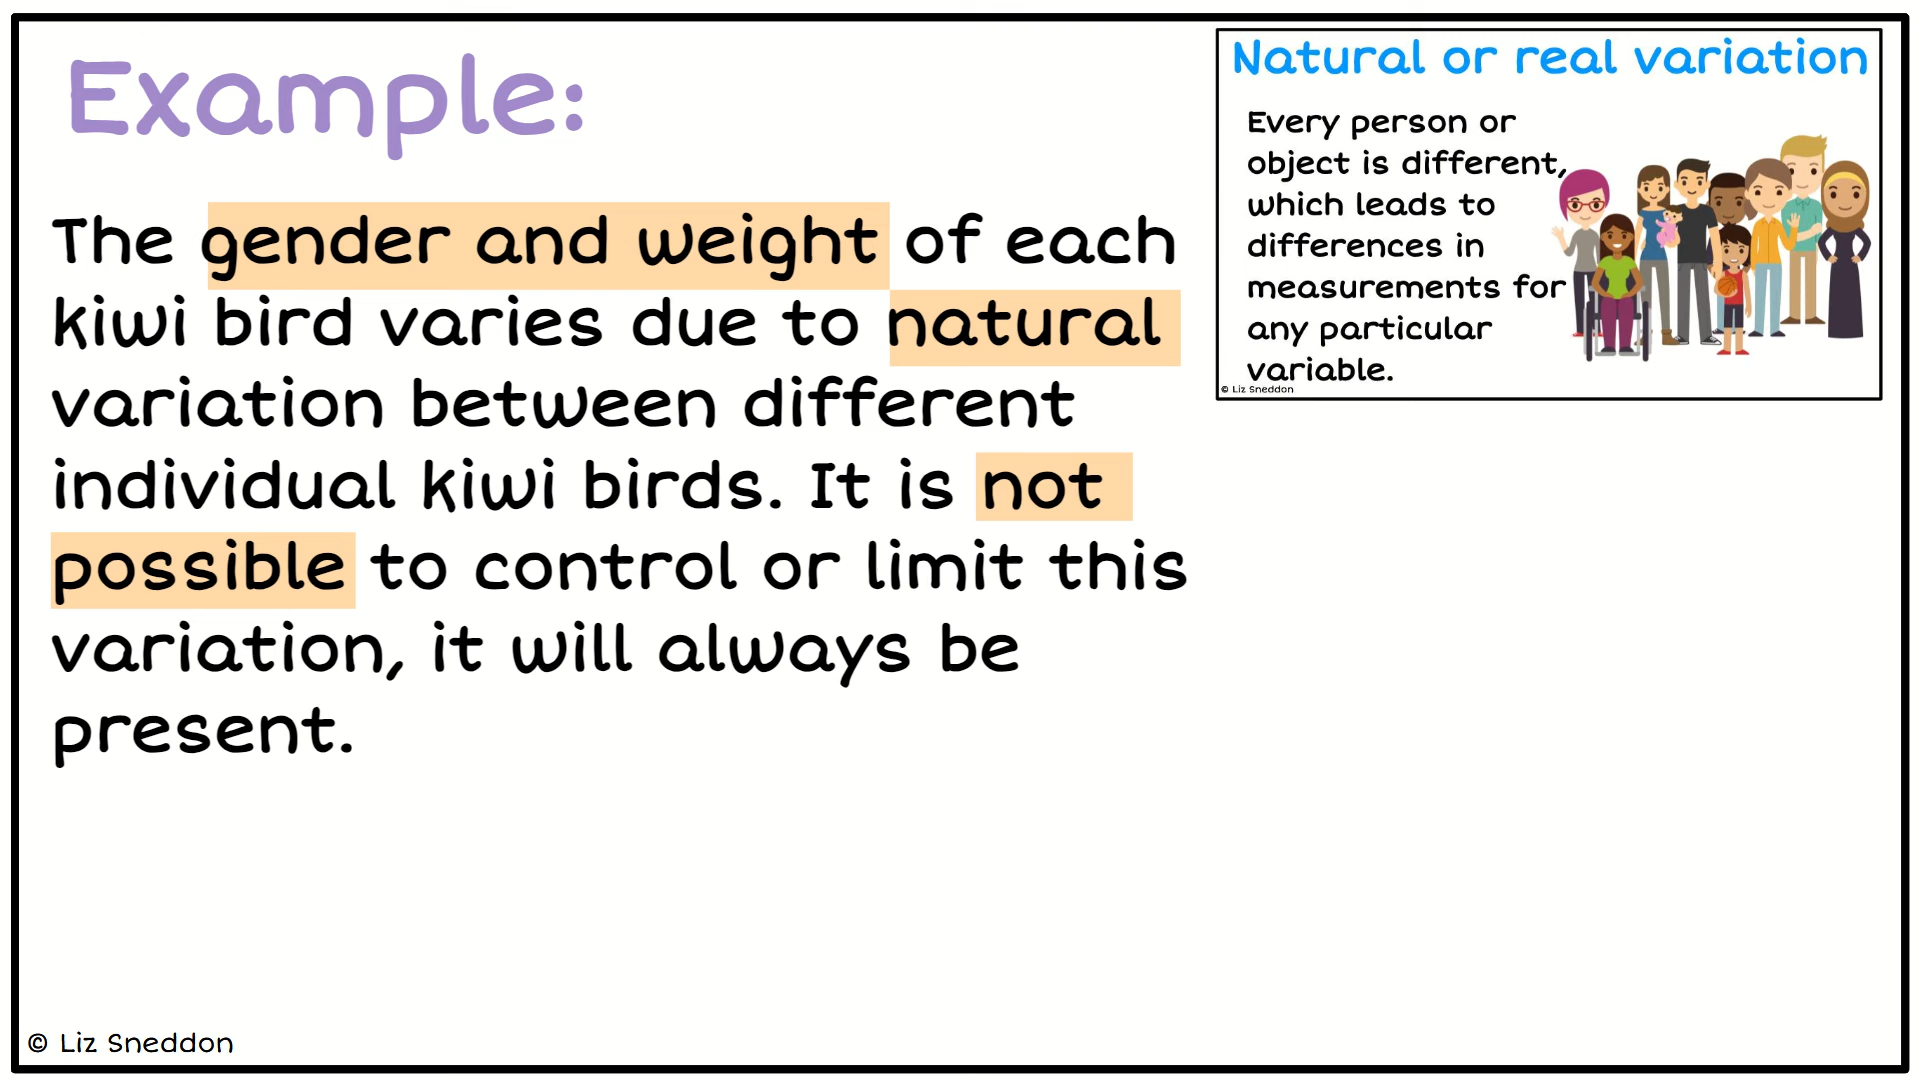 Example:
The gender and weight of each
kiwi bird varies due to natural
variation between different
individual kiwi birds. It is not
possible to control or limit this
variation, it will always be
present.
Natural or real variation
Every person or
object is different,
which leads to
differences in
measurements for
any particular
variable.
© Liz Sneddon
© Liz Sneddon